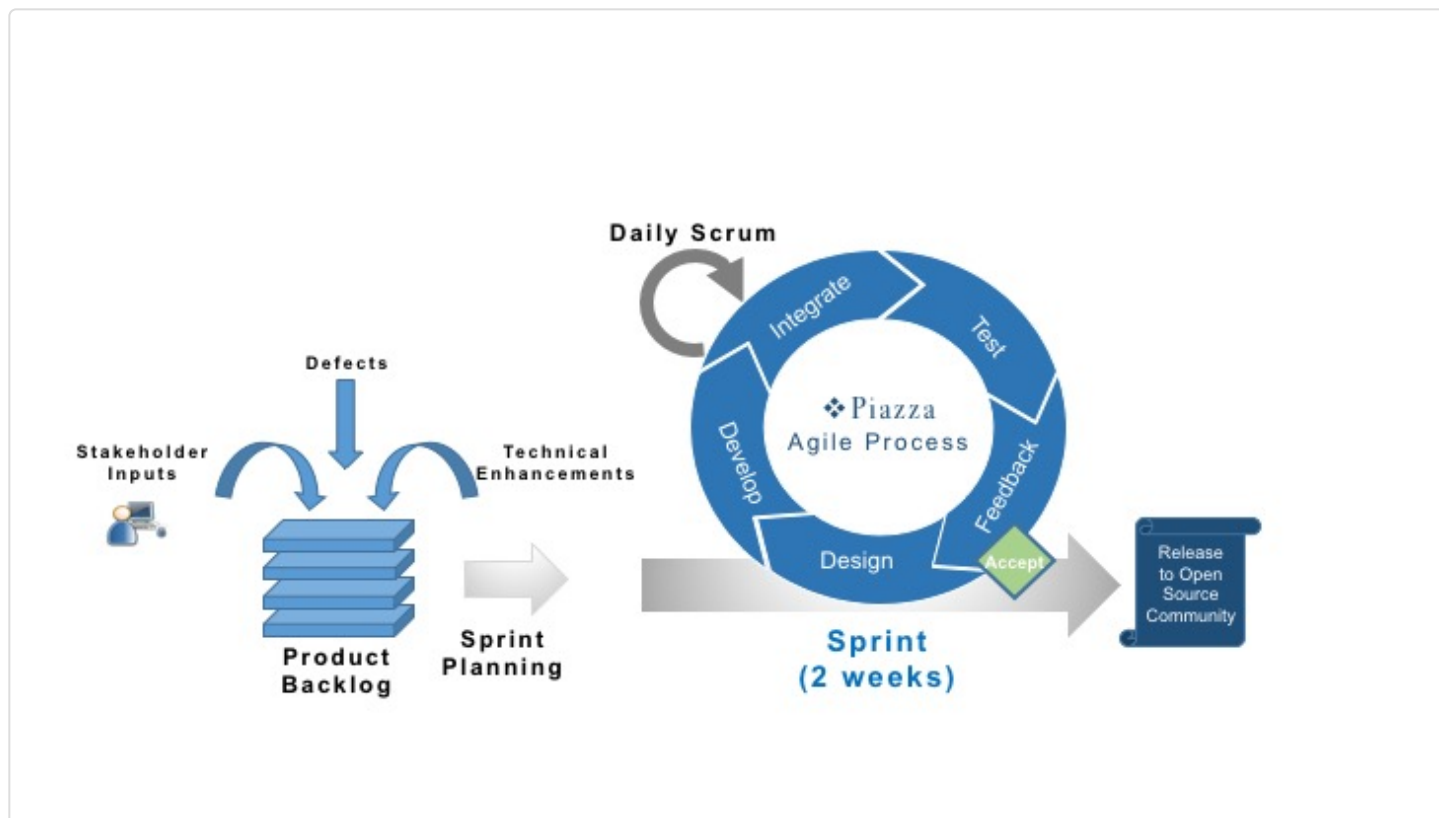 Daily Scrum
Integrate
Test
Defects
Piazza
Agile Process
Stakeholder
Inputs
Technical
Enhancements
Develop
Feedback
Design
Accept
Release
to Open
Source
Community
Product
Backlog
Sprint
Planning
Sprint
(2 weeks)